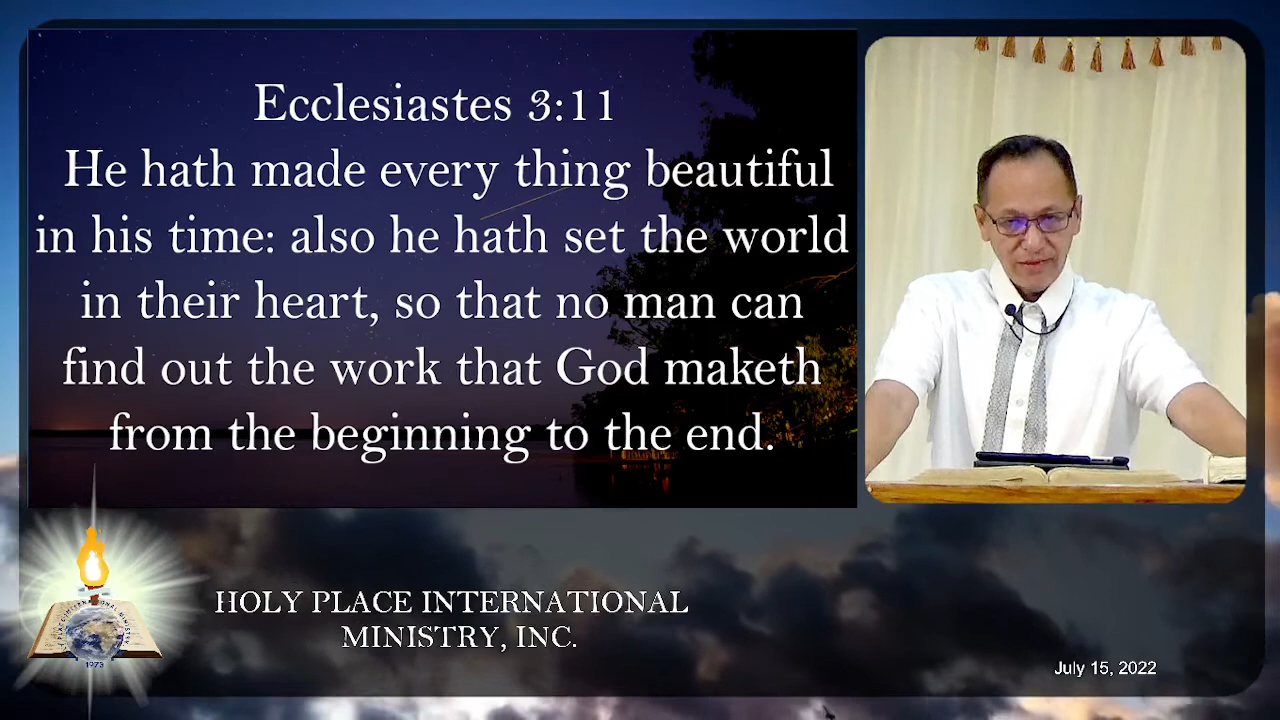 Ecclesiastes 3:11
He hath made every thing beautiful
in his time: also he hath set the world
in their heart, so that no man can
find out the work that God maketh
from the beginning to the end.
HOLY PLACE INTERNATIONAL
MINISTRY, INC.
1973
July 15, 2022